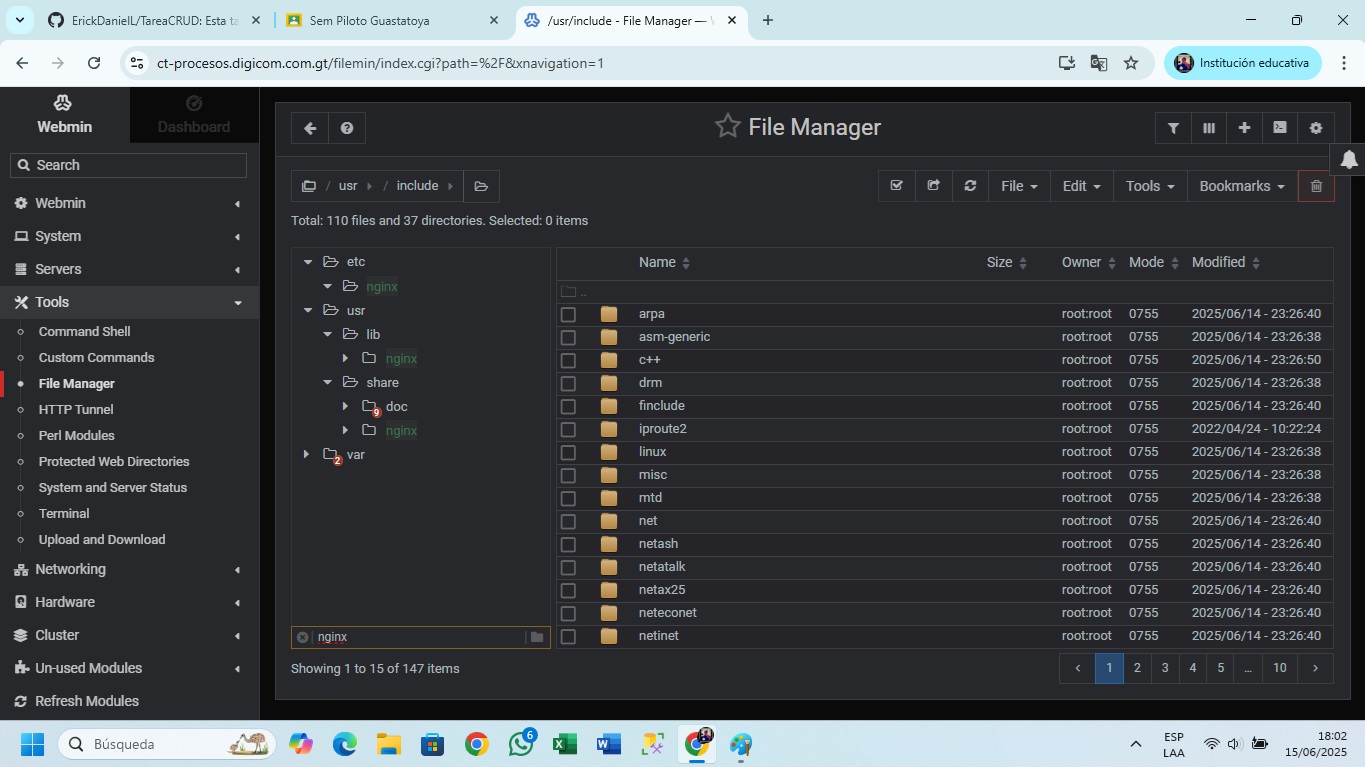 ErickDanielL/TareaCRUD: Esta ta
Sem Piloto Guastatoya
/usr/include - File Manager — W
ct-procesos.digicom.com.gt/filemin/index.cgi?path=%2F&xnavigation=1
Institución educativa
Webmin
Dashboard
Search
Webmin
System
Servers
Tools
Command Shell
Custom Commands
File Manager
HTTP Tunnel
Perl Modules
Protected Web Directories
System and Server Status
Terminal
Upload and Download
Networking
Hardware
Cluster
Un-used Modules
Refresh Modules
File Manager
/ usr / include
File Edit Tools Bookmarks
Total: 110 files and 37 directories. Selected: 0 items
etc
nginx
usr
lib
nginx
share
9 doc
nginx
2 var
nginx
Name Size Owner Mode Modified
..
arpa root:root 0755 2025/06/14 - 23:26:40
asm-generic root:root 0755 2025/06/14 - 23:26:38
c++ root:root 0755 2025/06/14 - 23:26:50
drm root:root 0755 2025/06/14 - 23:26:38
finclude root:root 0755 2025/06/14 - 23:26:40
iproute2 root:root 0755 2022/04/24 - 10:22:24
linux root:root 0755 2025/06/14 - 23:26:38
misc root:root 0755 2025/06/14 - 23:26:38
mtd root:root 0755 2025/06/14 - 23:26:38
net root:root 0755 2025/06/14 - 23:26:40
netash root:root 0755 2025/06/14 - 23:26:40
netatalk root:root 0755 2025/06/14 - 23:26:40
netax25 root:root 0755 2025/06/14 - 23:26:40
neteconet root:root 0755 2025/06/14 - 23:26:40
netinet root:root 0755 2025/06/14 - 23:26:40
Showing 1 to 15 of 147 items
‹ 1 2 3 4 5 ... 10 ›
Búsqueda
6
ESP
LAA
18:02
15/06/2025